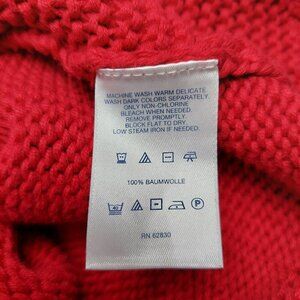 MACHINE WASH WARM DELICATE
WASH DARK COLORS SEPARATELY.
ONLY NON-CHLORINE
BLEACH WHEN NEEDED.
REMOVE PROMPTLY.
BLOCK FLAT TO DRY.
LOW STEAM IRON IF NEEDED.
100% BAUMWOLLE
40 P
RN 62830